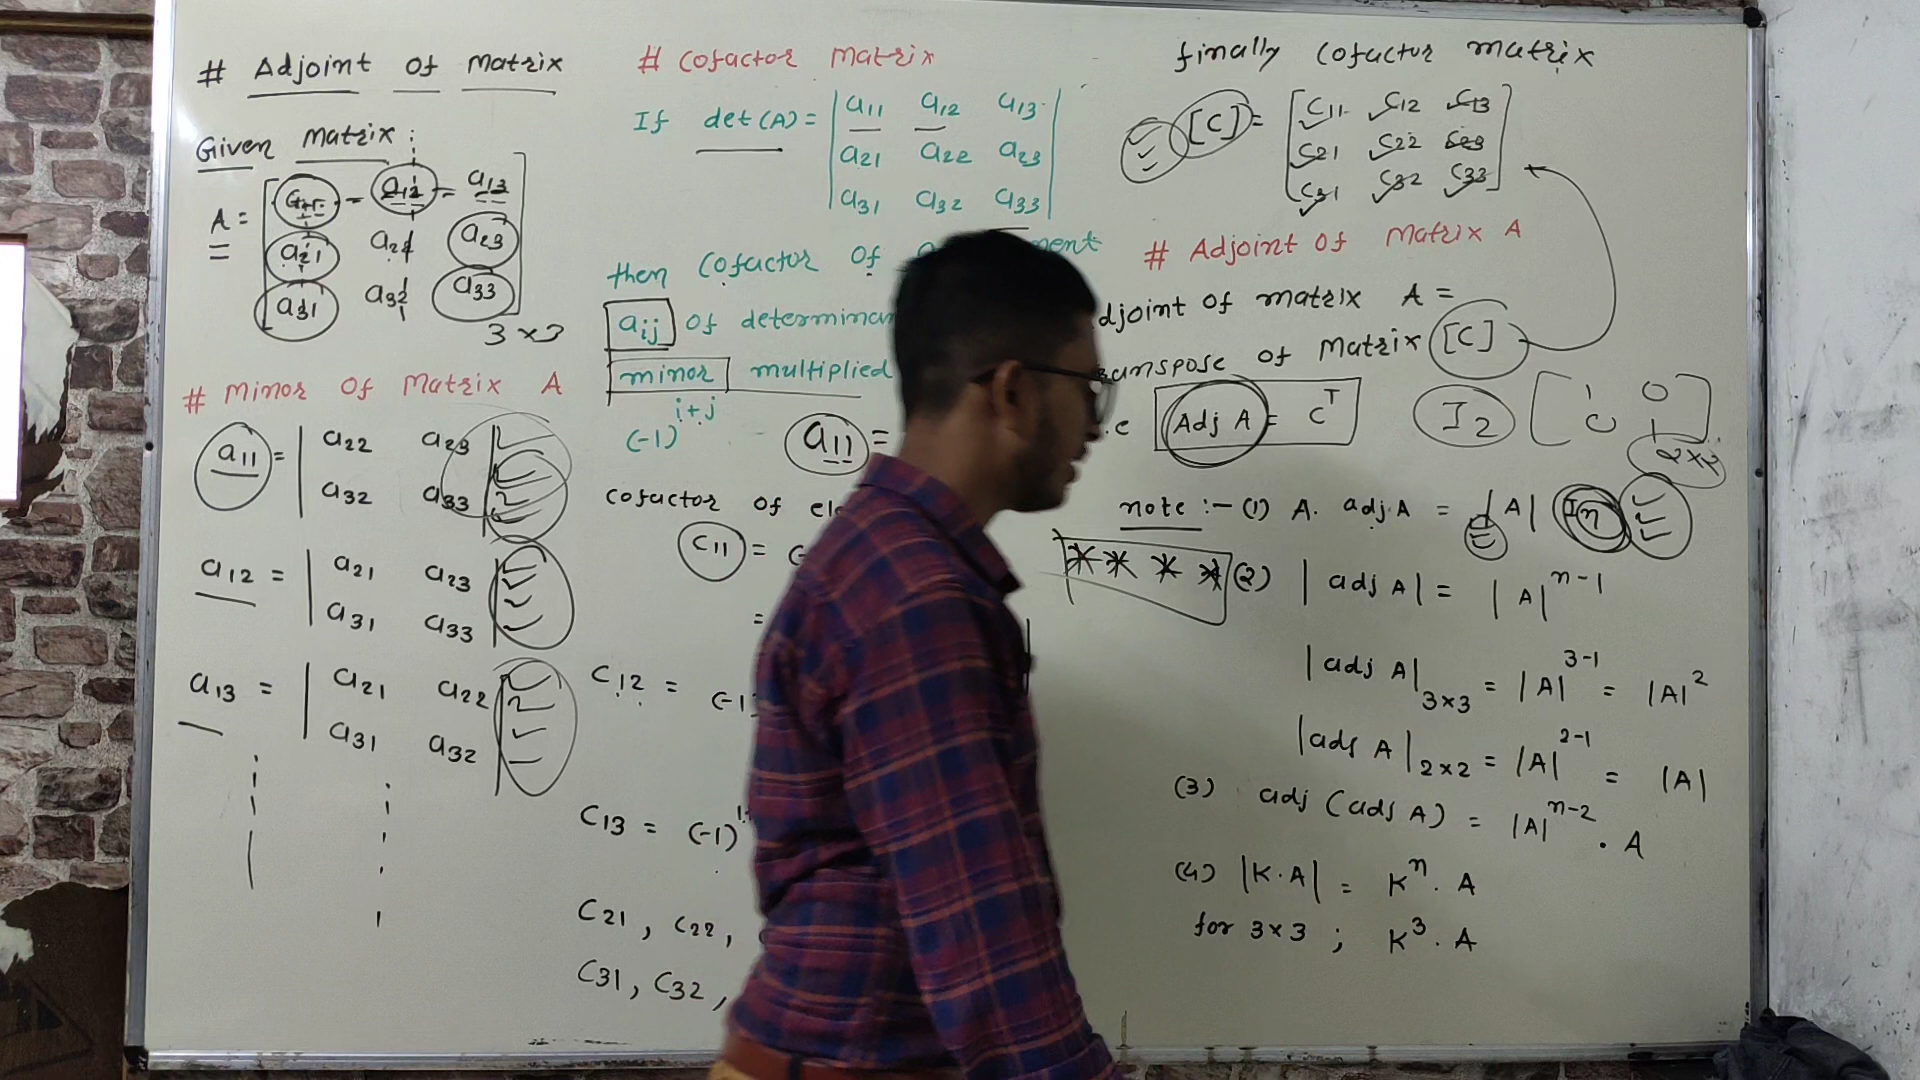 # Adjoint of matrix
Given matrix :
A = [ a11 a12 a13
a21 a22 a23
a31 a32 a33 ]
3 × 3
# Minor of Matrix A
a11 = | a22 a23
a32 a33 |
a12 = | a21 a23
a31 a33 |
a13 = | a21 a22
a31 a32 |
# Cofactor matrix
If det (A) = | a11 a12 a13
a21 a22 a23
a31 a32 a33 |
then cofactor of
aij of
minor multiplied
(-1)^i+j
a11 =
cofactor of
C11 =
=
C12 =
C13 = (-1)
C21 , C22 ,
C31 , C32 ,
finally cofactor matrix
[C] = [ C11 C12 C13
C21 C22 C23
C31 C32 C33 ]
# Adjoint of Matrix A
of matrix A =
of matrix [C]
Adj A = C^T
I2 [ 1 0
0 1 ]
2×2
note :- (1) A. adj.A = |A| In
**** (2) | adj A | = |A|^n-1
| adj A |3×3 = |A|^3-1 = |A|^2
| adj A |2×2 = |A|^2-1 = |A|
(3) adj (adj A) = |A|^n-2 . A
(4) |K.A| = K^n . A
for 3×3 ; K^3 . A